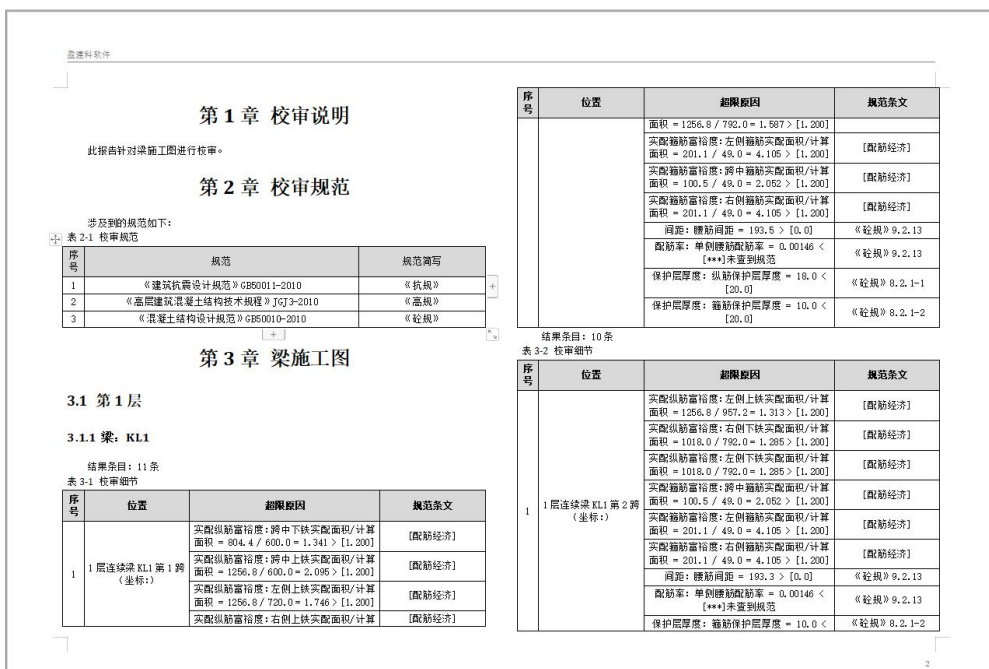 盈建科软件
第 1 章 校审说明
此报告针对梁施工图进行校审。
第 2 章 校审规范
涉及到的规范如下：
表 2-1 校审规范
序号 规范 规范简写
1 《建筑抗震设计规范》GB50011-2010 《抗规》
2 《高层建筑混凝土结构技术规程》JGJ3-2010 《高规》
3 《混凝土结构设计规范》GB50010-2010 《砼规》
第 3 章 梁施工图
3.1 第 1 层
3.1.1 梁：KL1
结果条目：11 条
表 3-1 校审细节
序号 位置 超限原因 规范条文
1 1 层连续梁 KL1 第 1 跨
（坐标:）
实配纵筋富裕度:跨中下铁实配面积/计算
面积 = 804.4 / 600.0 = 1.341 > [1.200] [配筋经济]
实配纵筋富裕度:跨中上铁实配面积/计算
面积 = 1256.8 / 600.0 = 2.095 > [1.200] [配筋经济]
实配纵筋富裕度:左侧上铁实配面积/计算
面积 = 1256.8 / 720.0 = 1.746 > [1.200] [配筋经济]
实配纵筋富裕度:右侧上铁实配面积/计算 [配筋经济]
序号 位置 超限原因 规范条文
面积 = 1256.8 / 792.0 = 1.587 > [1.200]
实配箍筋富裕度:左侧箍筋实配面积/计算
面积 = 201.1 / 49.0 = 4.105 > [1.200] [配筋经济]
实配箍筋富裕度:跨中箍筋实配面积/计算
面积 = 100.5 / 49.0 = 2.052 > [1.200] [配筋经济]
实配箍筋富裕度:右侧箍筋实配面积/计算
面积 = 201.1 / 49.0 = 4.105 > [1.200] [配筋经济]
间距: 腰筋间距 = 193.5 > [0.0] 《砼规》9.2.13
配筋率: 单侧腰筋配筋率 = 0.00146 <
[***]未查到规范 《砼规》9.2.13
保护层厚度: 纵筋保护层厚度 = 18.0 <
[20.0] 《砼规》8.2.1-1
保护层厚度: 箍筋保护层厚度 = 10.0 <
[20.0] 《砼规》8.2.1-2
结果条目：10 条
表 3-2 校审细节
序号 位置 超限原因 规范条文
1 1 层连续梁 KL1 第 2 跨
（坐标:）
实配纵筋富裕度:左侧上铁实配面积/计算
面积 = 1256.8 / 957.2 = 1.313 > [1.200] [配筋经济]
实配纵筋富裕度:右侧下铁实配面积/计算
面积 = 1018.0 / 792.0 = 1.285 > [1.200] [配筋经济]
实配纵筋富裕度:左侧下铁实配面积/计算
面积 = 1018.0 / 792.0 = 1.285 > [1.200] [配筋经济]
实配箍筋富裕度:跨中箍筋实配面积/计算
面积 = 100.5 / 49.0 = 2.052 > [1.200] [配筋经济]
实配箍筋富裕度:左侧箍筋实配面积/计算
面积 = 201.1 / 49.0 = 4.105 > [1.200] [配筋经济]
实配箍筋富裕度:右侧箍筋实配面积/计算
面积 = 201.1 / 49.0 = 4.105 > [1.200] [配筋经济]
间距: 腰筋间距 = 193.3 > [0.0] 《砼规》9.2.13
配筋率: 单侧腰筋配筋率 = 0.00146 <
[***]未查到规范 《砼规》9.2.13
保护层厚度: 箍筋保护层厚度 = 10.0 < 《砼规》8.2.1-2
2